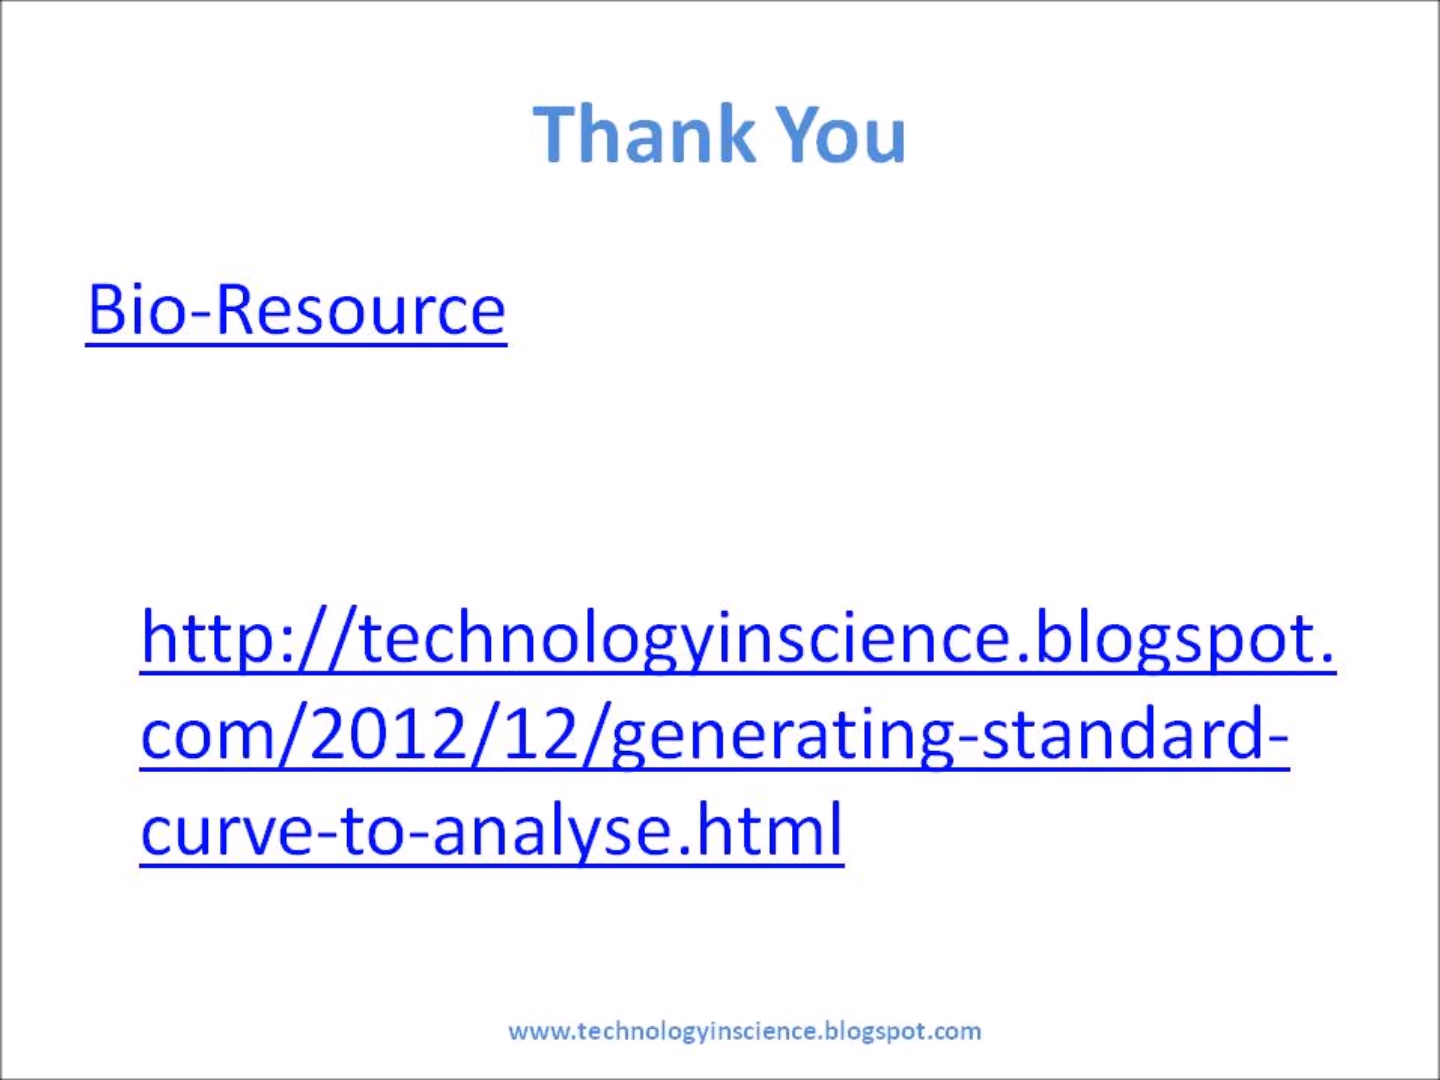 Thank You
Bio-Resource
http://technologyinscience.blogspot.
com/2012/12/generating-standard-
curve-to-analyse.html
www.technologyinscience.blogspot.com